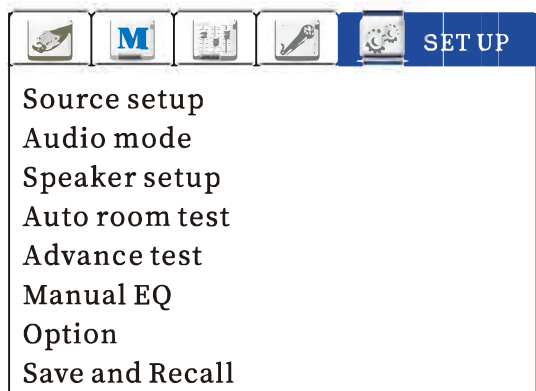 M
SET UP
Source setup
Audio mode
Speaker setup
Auto room test
Advance test
Manual EQ
Option
Save and Recall